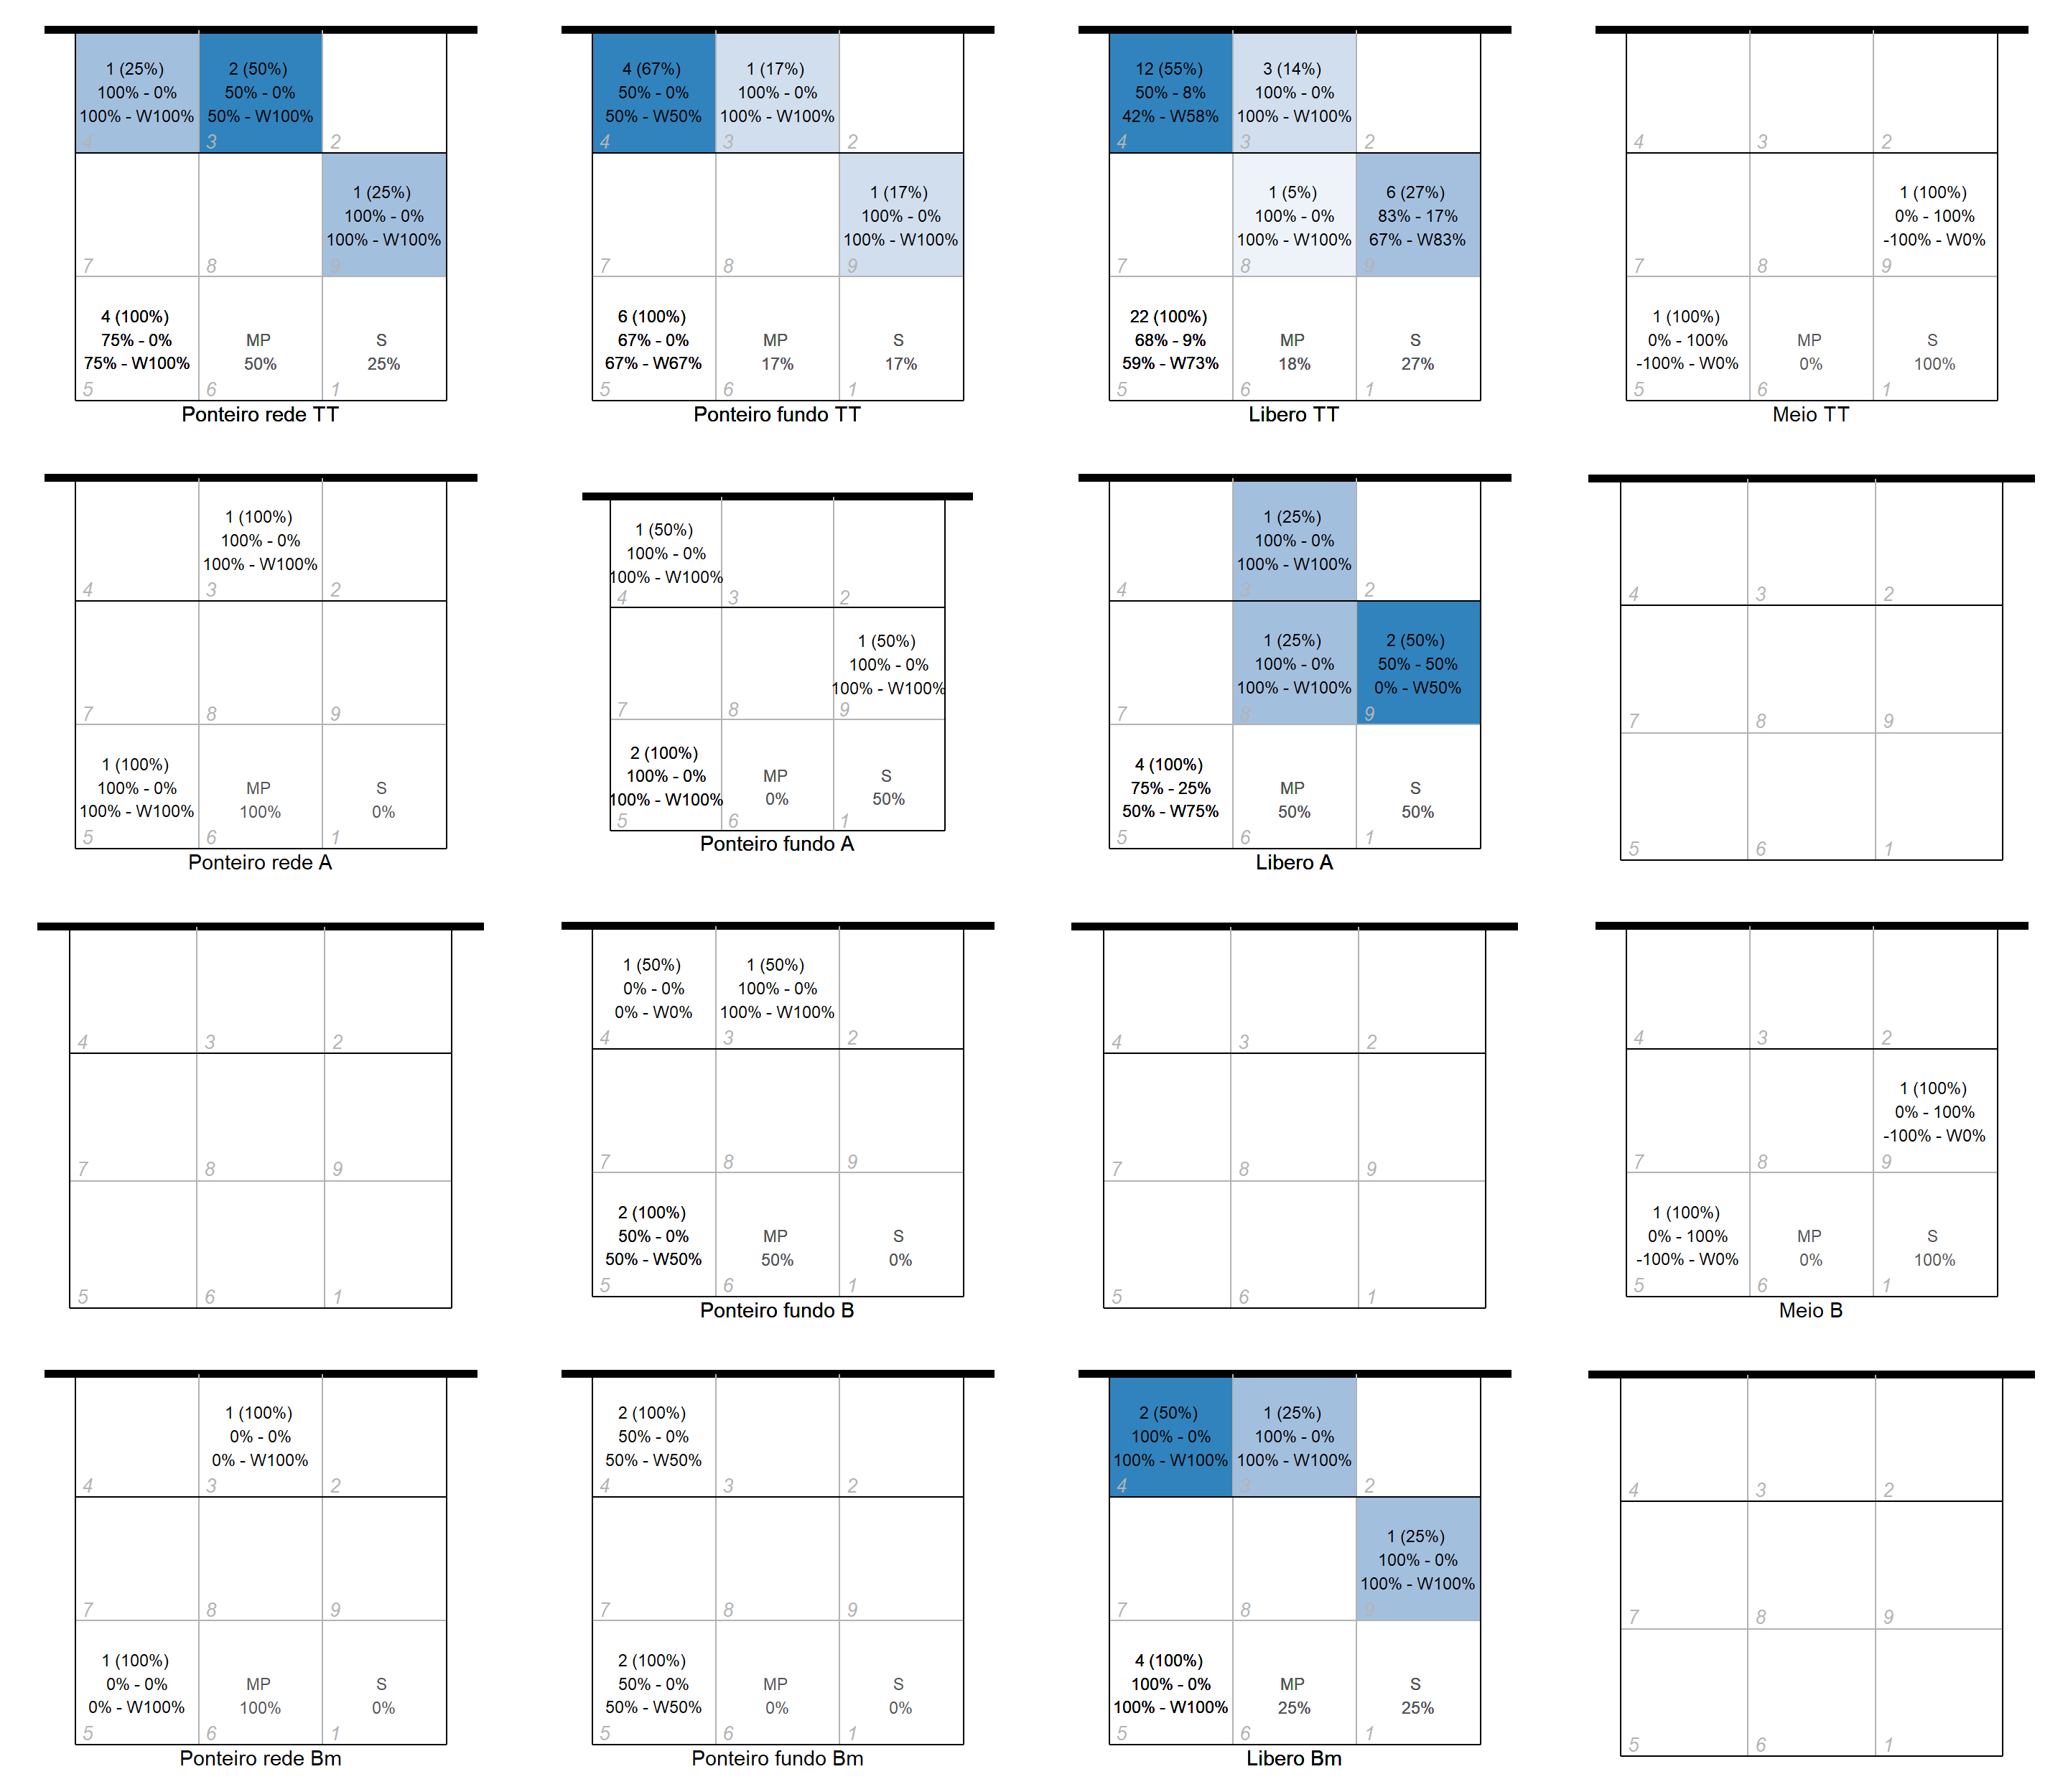 1 (25%)
100% - 0%
100% - W100%
4
2 (50%)
50% - 0%
50% - W100%
3
2
7
8
1 (25%)
100% - 0%
100% - W100%
9
4 (100%)
75% - 0%
75% - W100%
5
MP
50%
6
S
25%
1
Ponteiro rede TT
4 (67%)
50% - 0%
50% - W50%
4
1 (17%)
100% - 0%
100% - W100%
3
2
7
8
1 (17%)
100% - 0%
100% - W100%
9
6 (100%)
67% - 0%
67% - W67%
5
MP
17%
6
S
17%
1
Ponteiro fundo TT
12 (55%)
50% - 8%
42% - W58%
4
3 (14%)
100% - 0%
100% - W100%
3
2
7
1 (5%)
100% - 0%
100% - W100%
8
6 (27%)
83% - 17%
67% - W83%
9
22 (100%)
68% - 9%
59% - W73%
5
MP
18%
6
S
27%
1
Libero TT
4
3
2
7
8
1 (100%)
0% - 100%
-100% - W0%
9
1 (100%)
0% - 100%
-100% - W0%
5
MP
0%
6
S
100%
1
Meio TT
4
1 (100%)
100% - 0%
100% - W100%
3
2
7
8
9
1 (100%)
100% - 0%
100% - W100%
5
MP
100%
6
S
0%
1
Ponteiro rede A
1 (50%)
100% - 0%
100% - W100%
4
3
2
7
8
1 (50%)
100% - 0%
100% - W100%
9
2 (100%)
100% - 0%
100% - W100%
5
MP
0%
6
S
50%
1
Ponteiro fundo A
4
1 (25%)
100% - 0%
100% - W100%
3
2
7
1 (25%)
100% - 0%
100% - W100%
8
2 (50%)
50% - 50%
0% - W50%
9
4 (100%)
75% - 25%
50% - W75%
5
MP
50%
6
S
50%
1
Libero A
4
3
2
7
8
9
5
6
1
4
3
2
7
8
9
5
6
1
1 (50%)
0% - 0%
0% - W0%
4
1 (50%)
100% - 0%
100% - W100%
3
2
7
8
9
2 (100%)
50% - 0%
50% - W50%
5
MP
50%
6
S
0%
1
Ponteiro fundo B
4
3
2
7
8
9
5
6
1
4
3
2
7
8
1 (100%)
0% - 100%
-100% - W0%
9
1 (100%)
0% - 100%
-100% - W0%
5
MP
0%
6
S
100%
1
Meio B
4
1 (100%)
0% - 0%
0% - W100%
3
2
7
8
9
1 (100%)
0% - 0%
0% - W100%
5
MP
100%
6
S
0%
1
Ponteiro rede Bm
2 (100%)
50% - 0%
50% - W50%
4
3
2
7
8
9
2 (100%)
50% - 0%
50% - W50%
5
MP
0%
6
S
0%
1
Ponteiro fundo Bm
2 (50%)
100% - 0%
100% - W100%
4
1 (25%)
100% - 0%
100% - W100%
3
2
7
8
1 (25%)
100% - 0%
100% - W100%
9
4 (100%)
100% - 0%
100% - W100%
5
MP
25%
6
S
25%
1
Libero Bm
4
3
2
7
8
9
5
6
1